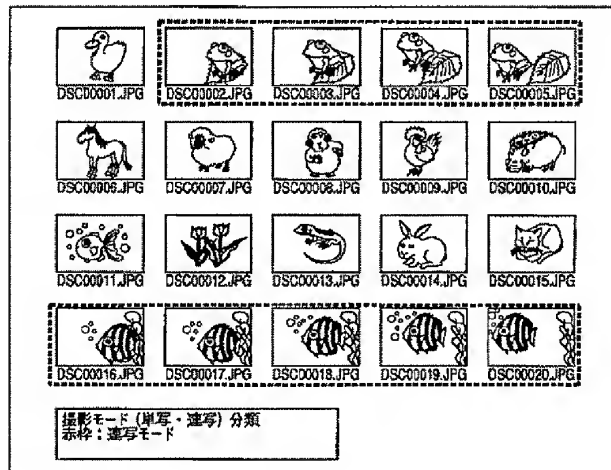 DSC00001.JPG DSC00002.JPG DSC00003.JPG DSC00004.JPG DSC00005.JPG
DSC00006.JPG DSC00007.JPG DSC00008.JPG DSC00009.JPG DSC00010.JPG
DSC00011.JPG DSC00012.JPG DSC00013.JPG DSC00014.JPG DSC00015.JPG
DSC00016.JPG DSC00017.JPG DSC00018.JPG DSC00019.JPG DSC00020.JPG
撮影モード (単写・連写) 分類
赤枠:連写モード